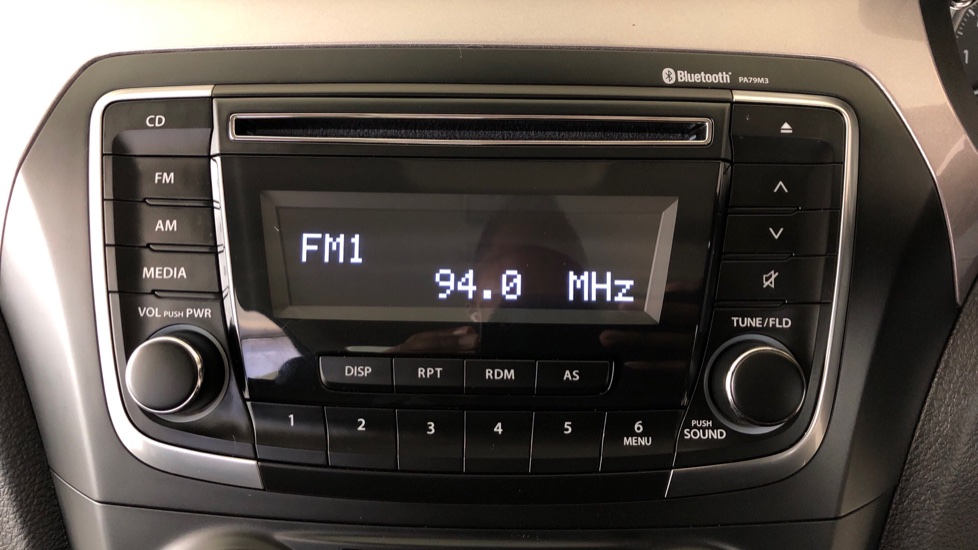 Bluetooth PA79M3
CD
FM
AM
MEDIA
VOL PUSH PWR
FM1
94.0 MHz
DISP RPT RDM AS
1 2 3 4 5 6
MENU
TUNE/FLD
PUSH
SOUND